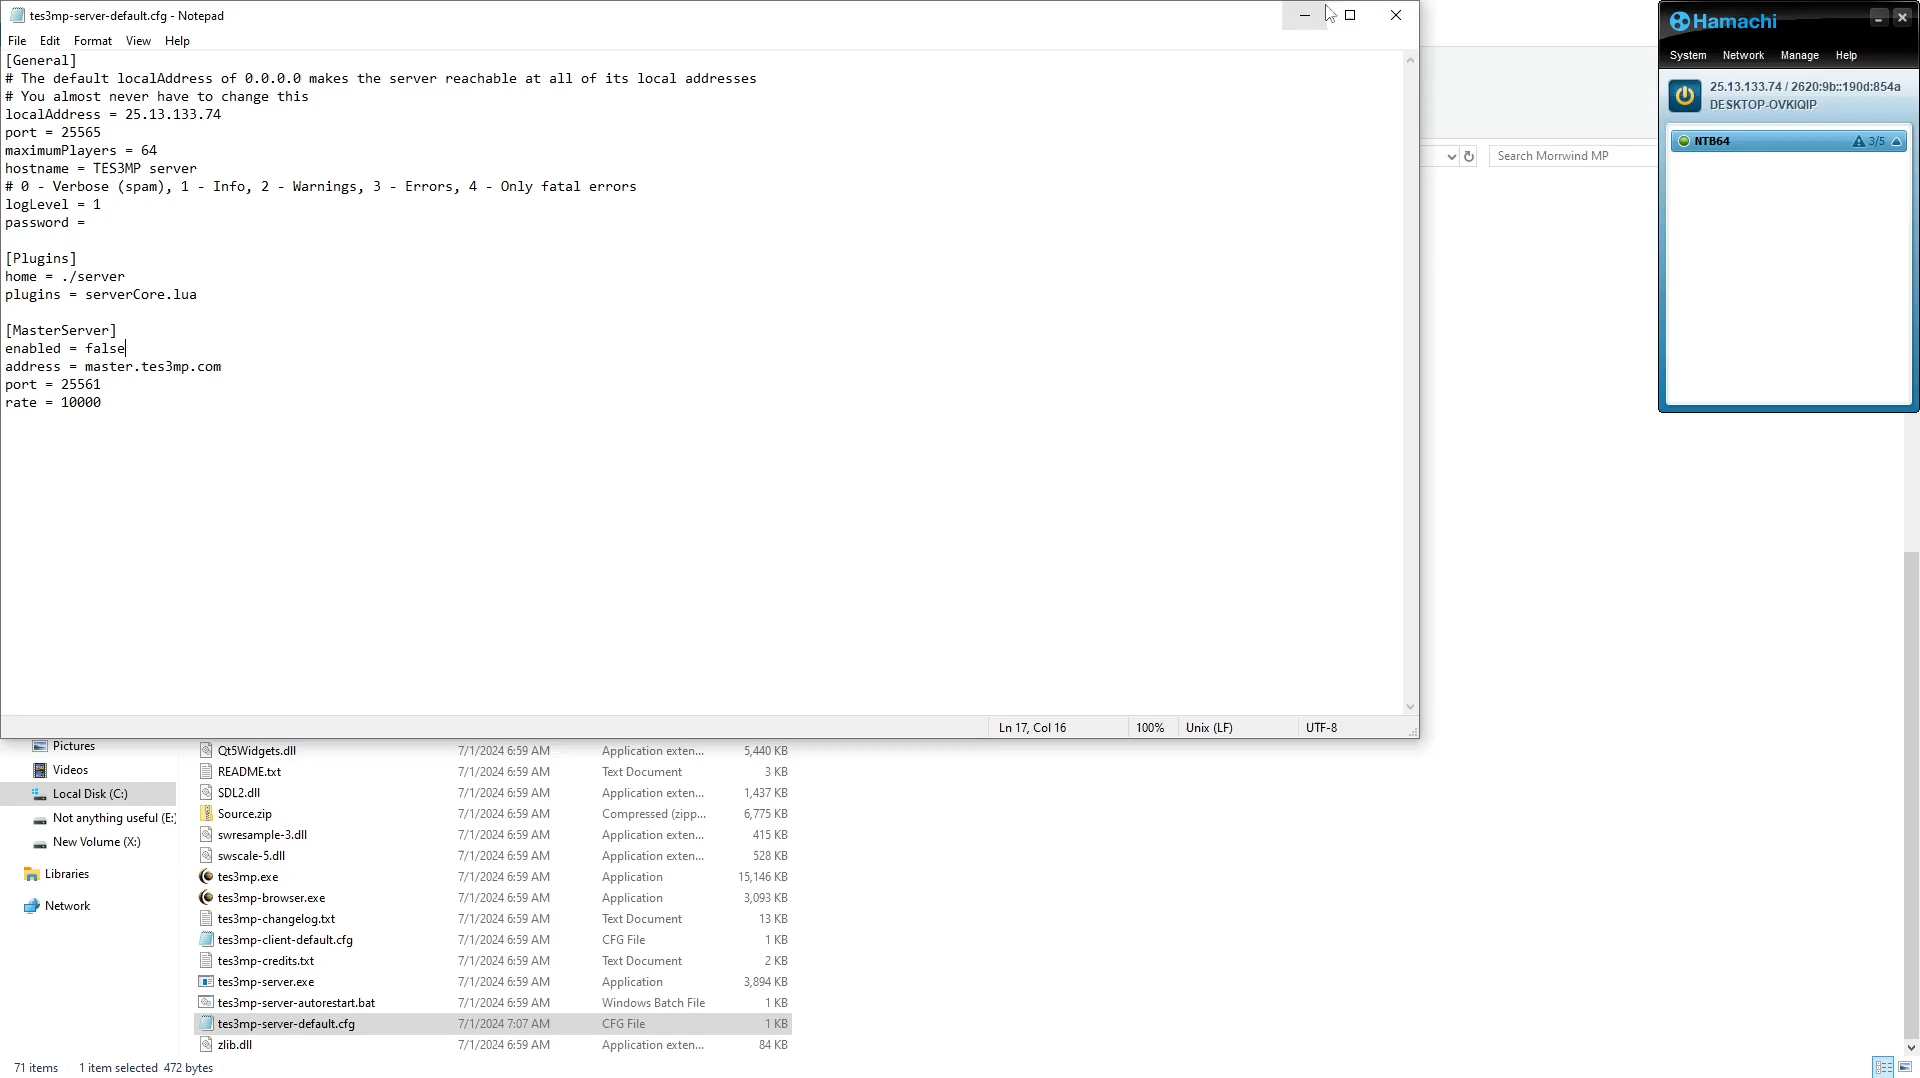 tes3mp-server-default.cfg - Notepad
File Edit Format View Help
[General]
# The default localAddress of 0.0.0.0 makes the server reachable at all of its local addresses
# You almost never have to change this
localAddress = 25.13.133.74
port = 25565
maximumPlayers = 64
hostname = TES3MP server
# 0 - Verbose (spam), 1 - Info, 2 - Warnings, 3 - Errors, 4 - Only fatal errors
logLevel = 1
password =
[Plugins]
home = ./server
plugins = serverCore.lua
[MasterServer]
enabled = false
address = master.tes3mp.com
port = 25561
rate = 10000
Ln 17, Col 16 100% Unix (LF) UTF-8
Hamachi
System Network Manage Help
25.13.133.74 / 2620:9b::190d:854a
DESKTOP-OVKIQIP
NTB64 3/5
Search Morrwind MP
Pictures
Videos
Local Disk (C:)
Not anything useful (E:)
New Volume (X:)
Libraries
Network
Qt5Widgets.dll 7/1/2024 6:59 AM Application exten... 5,440 KB
README.txt 7/1/2024 6:59 AM Text Document 3 KB
SDL2.dll 7/1/2024 6:59 AM Application exten... 1,437 KB
Source.zip 7/1/2024 6:59 AM Compressed (zipp... 6,775 KB
swresample-3.dll 7/1/2024 6:59 AM Application exten... 415 KB
swscale-5.dll 7/1/2024 6:59 AM Application exten... 528 KB
tes3mp.exe 7/1/2024 6:59 AM Application 15,146 KB
tes3mp-browser.exe 7/1/2024 6:59 AM Application 3,093 KB
tes3mp-changelog.txt 7/1/2024 6:59 AM Text Document 13 KB
tes3mp-client-default.cfg 7/1/2024 6:59 AM CFG File 1 KB
tes3mp-credits.txt 7/1/2024 6:59 AM Text Document 2 KB
tes3mp-server.exe 7/1/2024 6:59 AM Application 3,894 KB
tes3mp-server-autorestart.bat 7/1/2024 6:59 AM Windows Batch File 1 KB
tes3mp-server-default.cfg 7/1/2024 7:07 AM CFG File 1 KB
zlib.dll 7/1/2024 6:59 AM Application exten... 84 KB
71 items 1 item selected 472 bytes